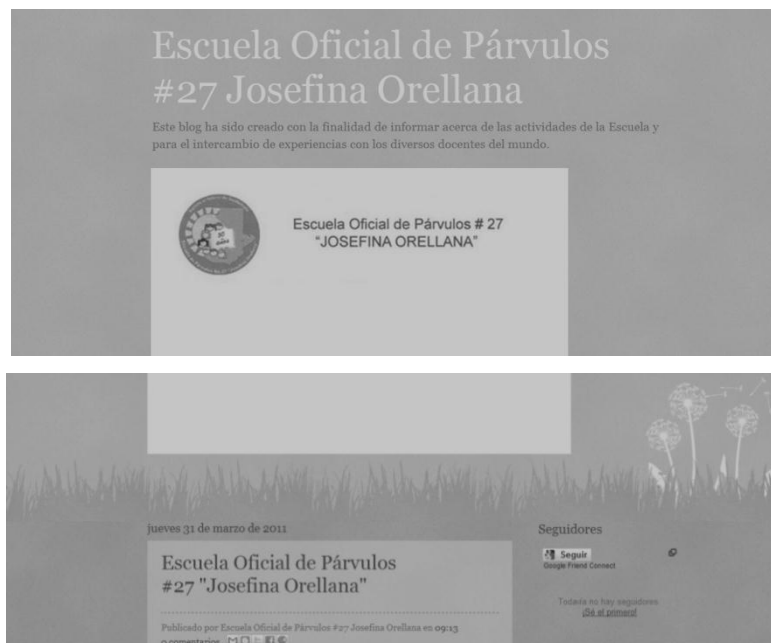 Escuela Oficial de Párvulos
#27 Josefina Orellana
Este blog ha sido creado con la finalidad de informar acerca de las actividades de la Escuela y
para el intercambio de experiencias con los diversos docentes del mundo.
Escuela Oficial de Párvulos # 27
"JOSEFINA ORELLANA"
jueves 31 de marzo de 2011
Escuela Oficial de Párvulos
#27 "Josefina Orellana"
Publicado por Escuela Oficial de Párvulos #27 Josefina Orellana en 09:13
0 comentarios
Seguidores
Seguir
Google Friend Connect
Todavía no hay seguidores.
¡Sé el primero!